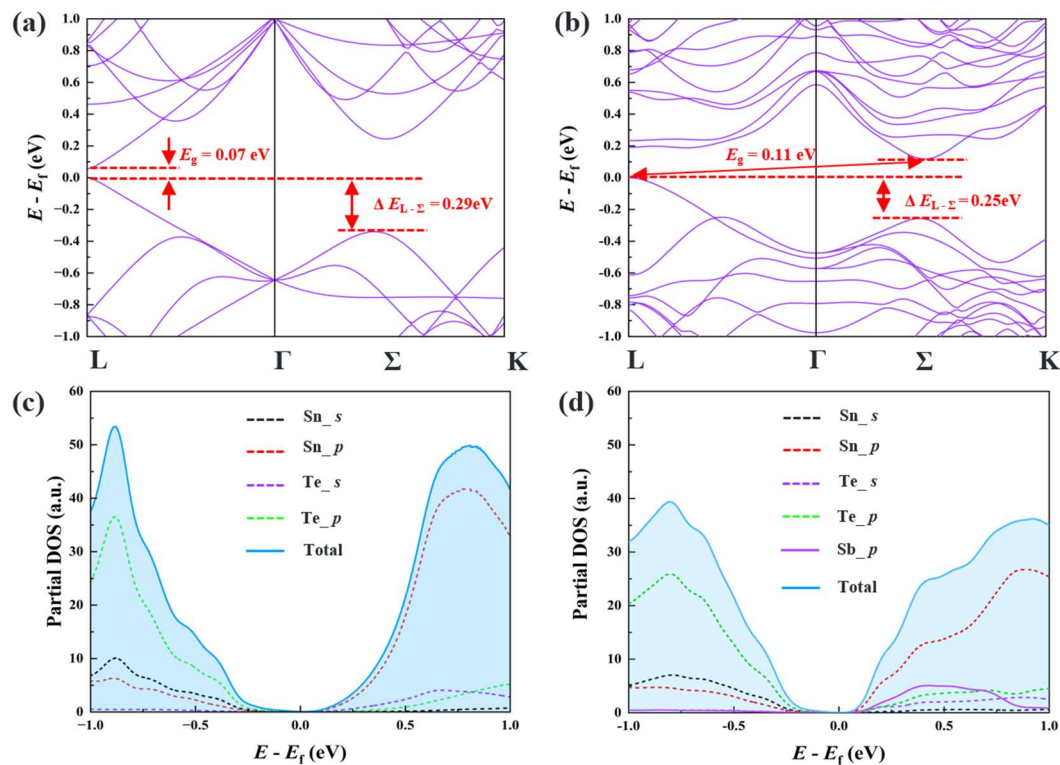 (a)
1.0
0.8
0.6
0.4
0.2
0.0
-0.2
-0.4
-0.6
-0.8
-1.0
E - Ef (eV)
Eg = 0.07 eV
Δ EL - Σ = 0.29eV
L Γ Σ K
(b)
1.0
0.8
0.6
0.4
0.2
0.0
-0.2
-0.4
-0.6
-0.8
-1.0
E - Ef (eV)
Eg = 0.11 eV
Δ EL - Σ = 0.25eV
L Γ Σ K
(c)
60
50
40
30
20
10
0
Partial DOS (a.u.)
Sn_s
Sn_p
Te_s
Te_p
Total
-1.0 -0.5 0.0 0.5 1.0
E - Ef (eV)
(d)
60
50
40
30
20
10
0
Partial DOS (a.u.)
Sn_s
Sn_p
Te_s
Te_p
Sb_p
Total
-1.0 -0.5 0.0 0.5 1.0
E - Ef (eV)